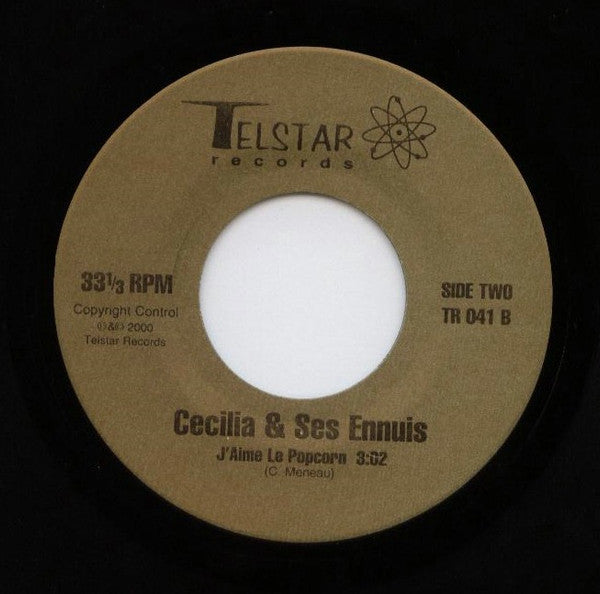 TELSTAR
records
33⅓ RPM
Copyright Control
©&© 2000
Telstar Records
SIDE TWO
TR 041 B
Cecilia & Ses Ennuis
J'Aime Le Popcorn 3:02
(C. Meneau)